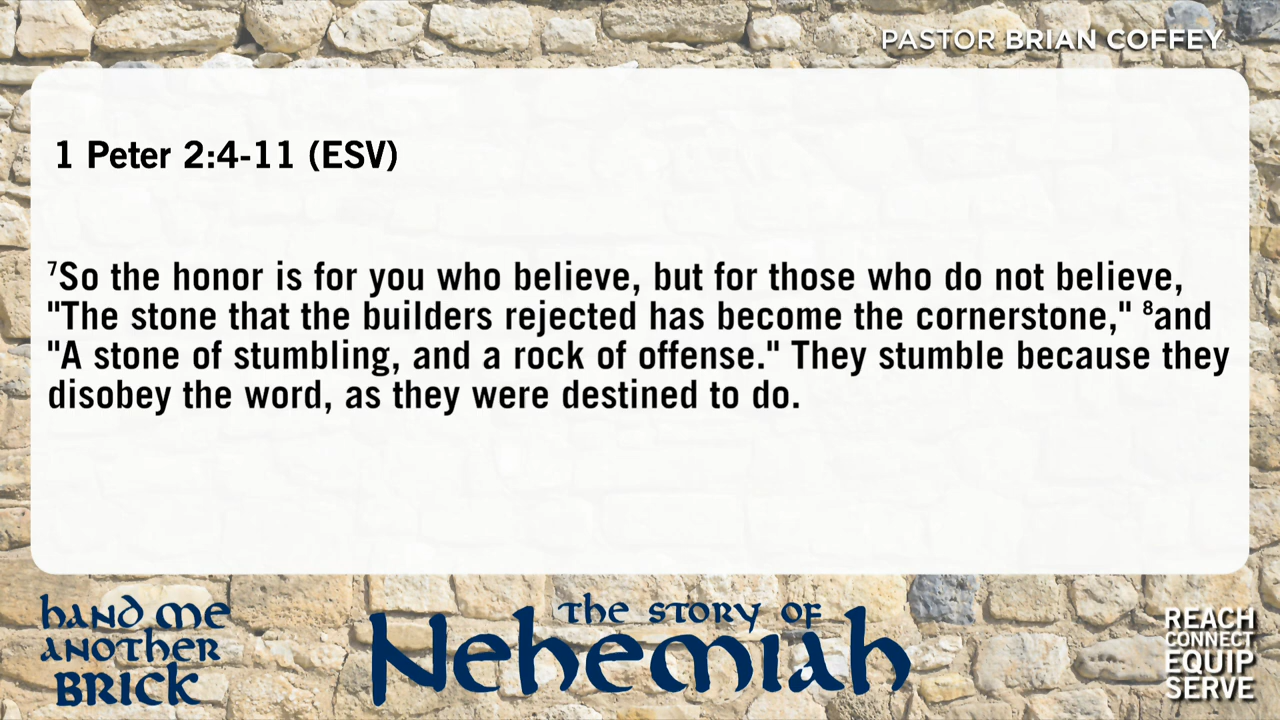 PASTOR BRIAN COFFEY
1 Peter 2:4-11 (ESV)
⁷So the honor is for you who believe, but for those who do not believe,
"The stone that the builders rejected has become the cornerstone," ⁸and
"A stone of stumbling, and a rock of offense." They stumble because they
disobey the word, as they were destined to do.
hand me
another
BRICK
the story of
Nehemiah
REACH
CONNECT
EQUIP
SERVE